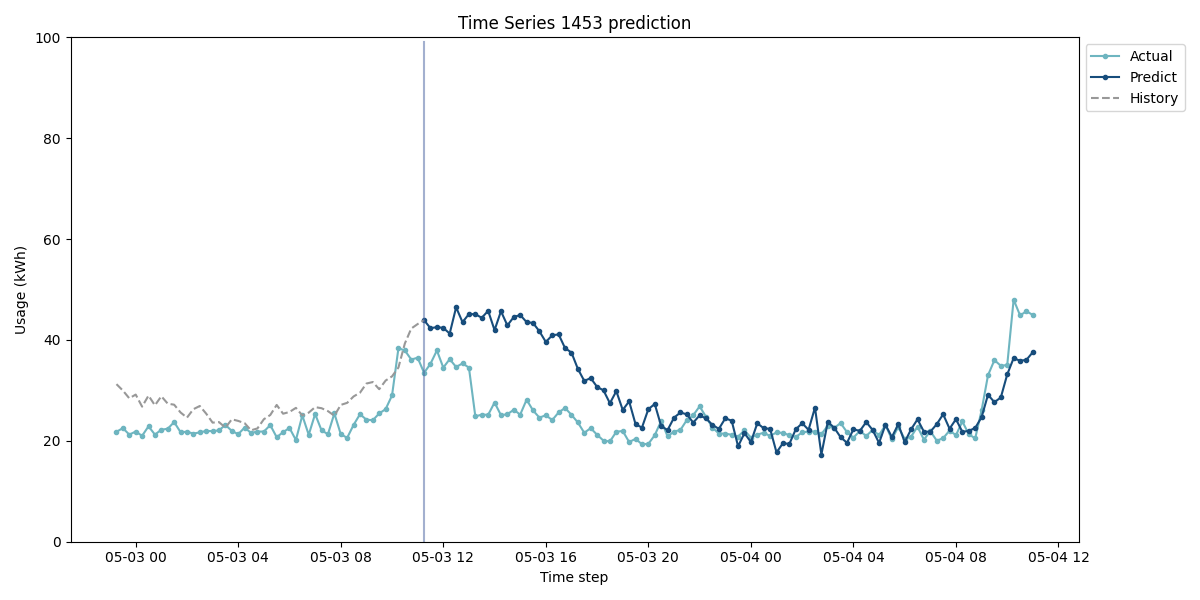 Time Series 1453 prediction
100
80
60
40
20
0
Usage (kWh)
05-03 00
05-03 04
05-03 08
05-03 12
05-03 16
05-03 20
05-04 00
05-04 04
05-04 08
05-04 12
Time step
Actual
Predict
History